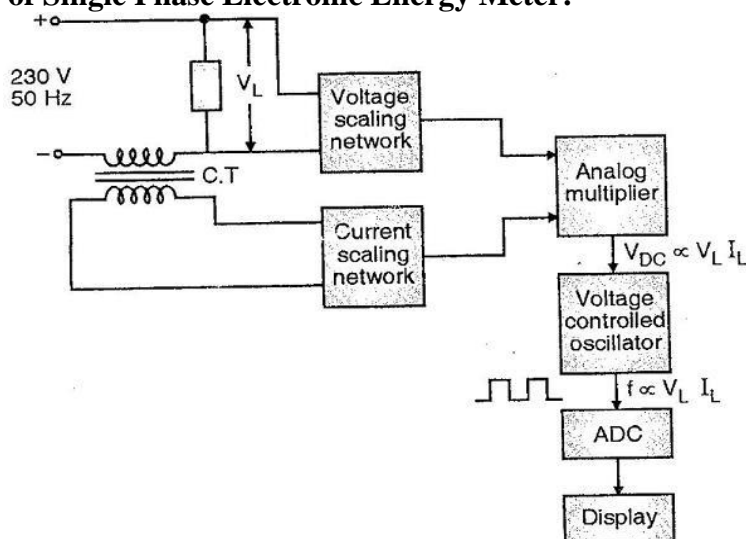 of Single Phase Electronic Energy Meter?
+
230 V
50 Hz
V_L
−
C.T
Voltage
scaling
network
Current
scaling
network
Analog
multiplier
V_DC ∝ V_L I_L
Voltage
controlled
oscillator
f ∝ V_L I_L
ADC
Display